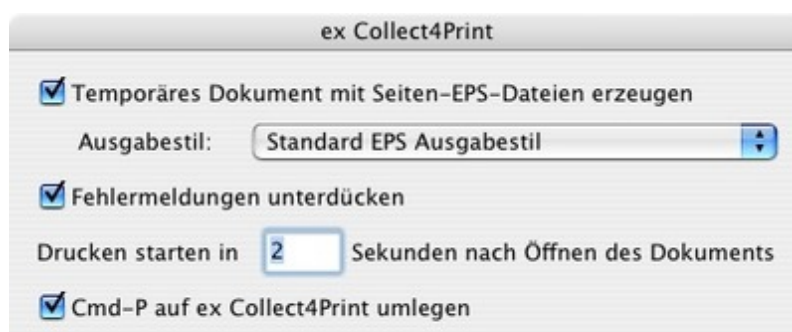 ex Collect4Print
Temporäres Dokument mit Seiten-EPS-Dateien erzeugen
Ausgabestil: Standard EPS Ausgabestil
Fehlermeldungen unterdücken
Drucken starten in 2 Sekunden nach Öffnen des Dokuments
Cmd-P auf ex Collect4Print umlegen